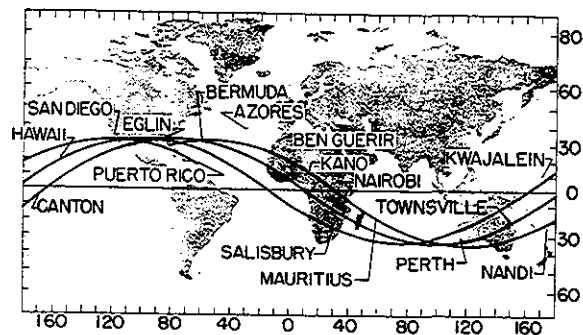 80
60
BERMUDA
SAN DIEGO
AZORES
EGLIN
30
HAWAII
BEN GUERIR
KANO
KWAJALEIN
PUERTO RICO
NAIROBI
0
CANTON
TOWNSVILLE
30
SALISBURY
PERTH
MAURITIUS
NANDI
60
160 120 80 40 0 40 80 120 160